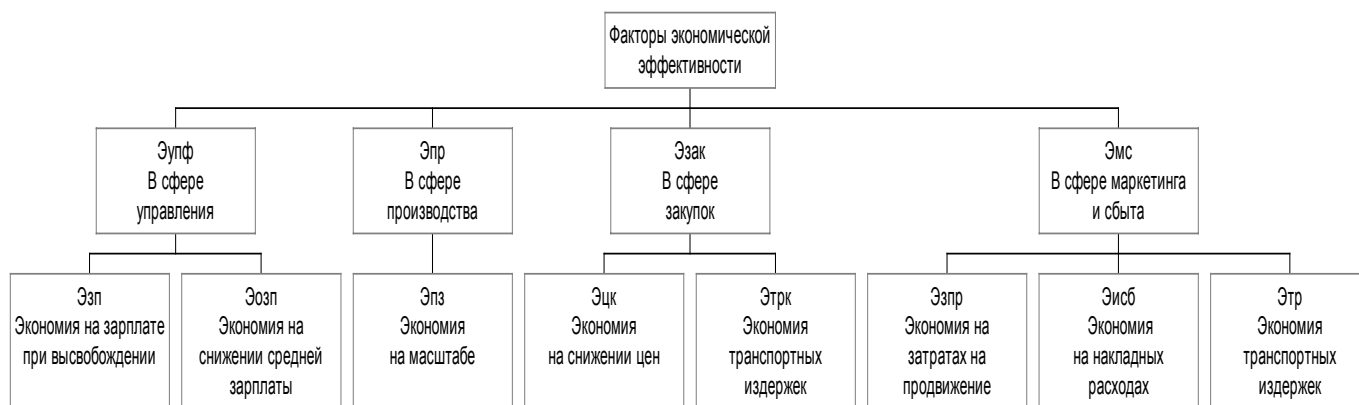 Факторы экономической
эффективности
Эупф
В сфере
управления
Эпр
В сфере
производства
Эзак
В сфере
закупок
Эмс
В сфере маркетинга
и сбыта
Эзп
Экономия на зарплате
при высвобождении
Эозп
Экономия на
снижении средней
зарплаты
Эпз
Экономия
на масштабе
Эцк
Экономия
на снижении цен
Этрк
Экономия
транспортных
издержек
Эзпр
Экономия на
затратах на
продвижение
Эисб
Экономия
на накладных
расходах
Этр
Экономия
транспортных
издержек